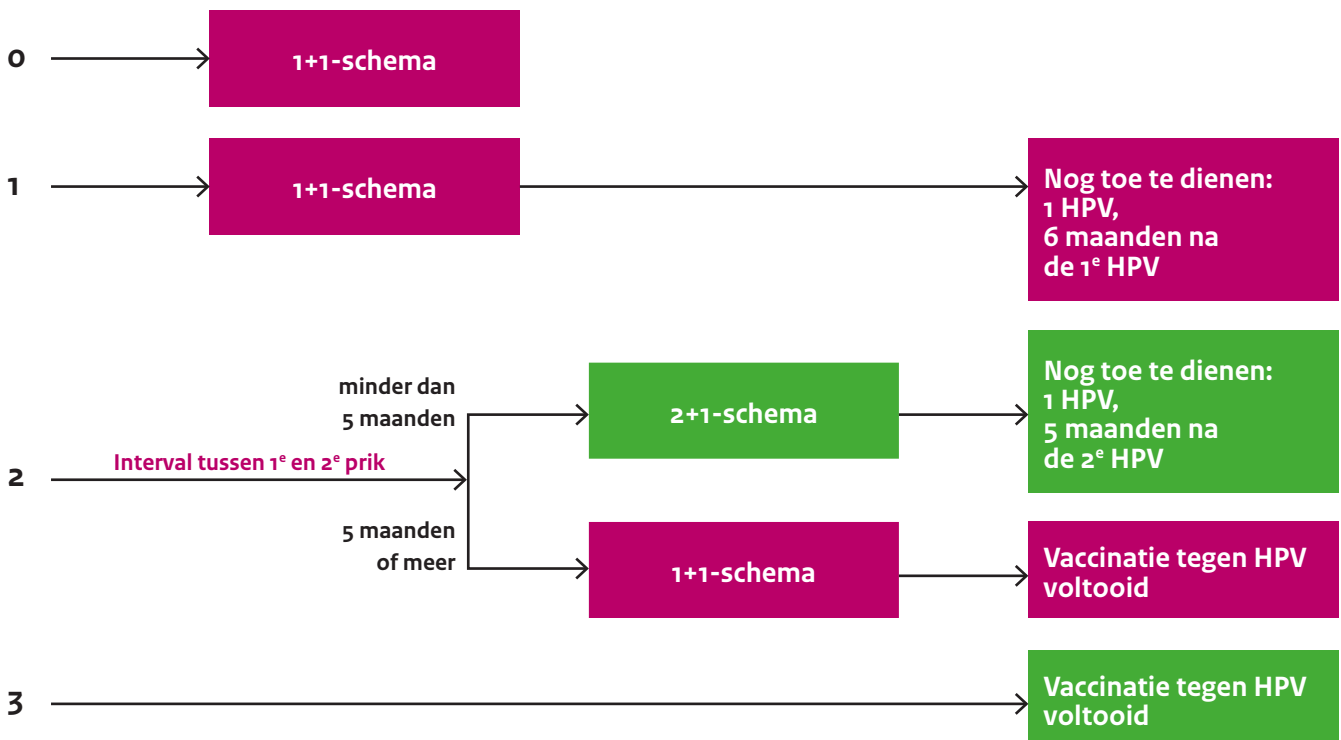 0
1+1-schema
1
1+1-schema
Nog toe te dienen:
1 HPV,
6 maanden na
de 1e HPV
2
Interval tussen 1e en 2e prik
minder dan
5 maanden
2+1-schema
Nog toe te dienen:
1 HPV,
5 maanden na
de 2e HPV
5 maanden
of meer
1+1-schema
Vaccinatie tegen HPV
voltooid
3
Vaccinatie tegen HPV
voltooid